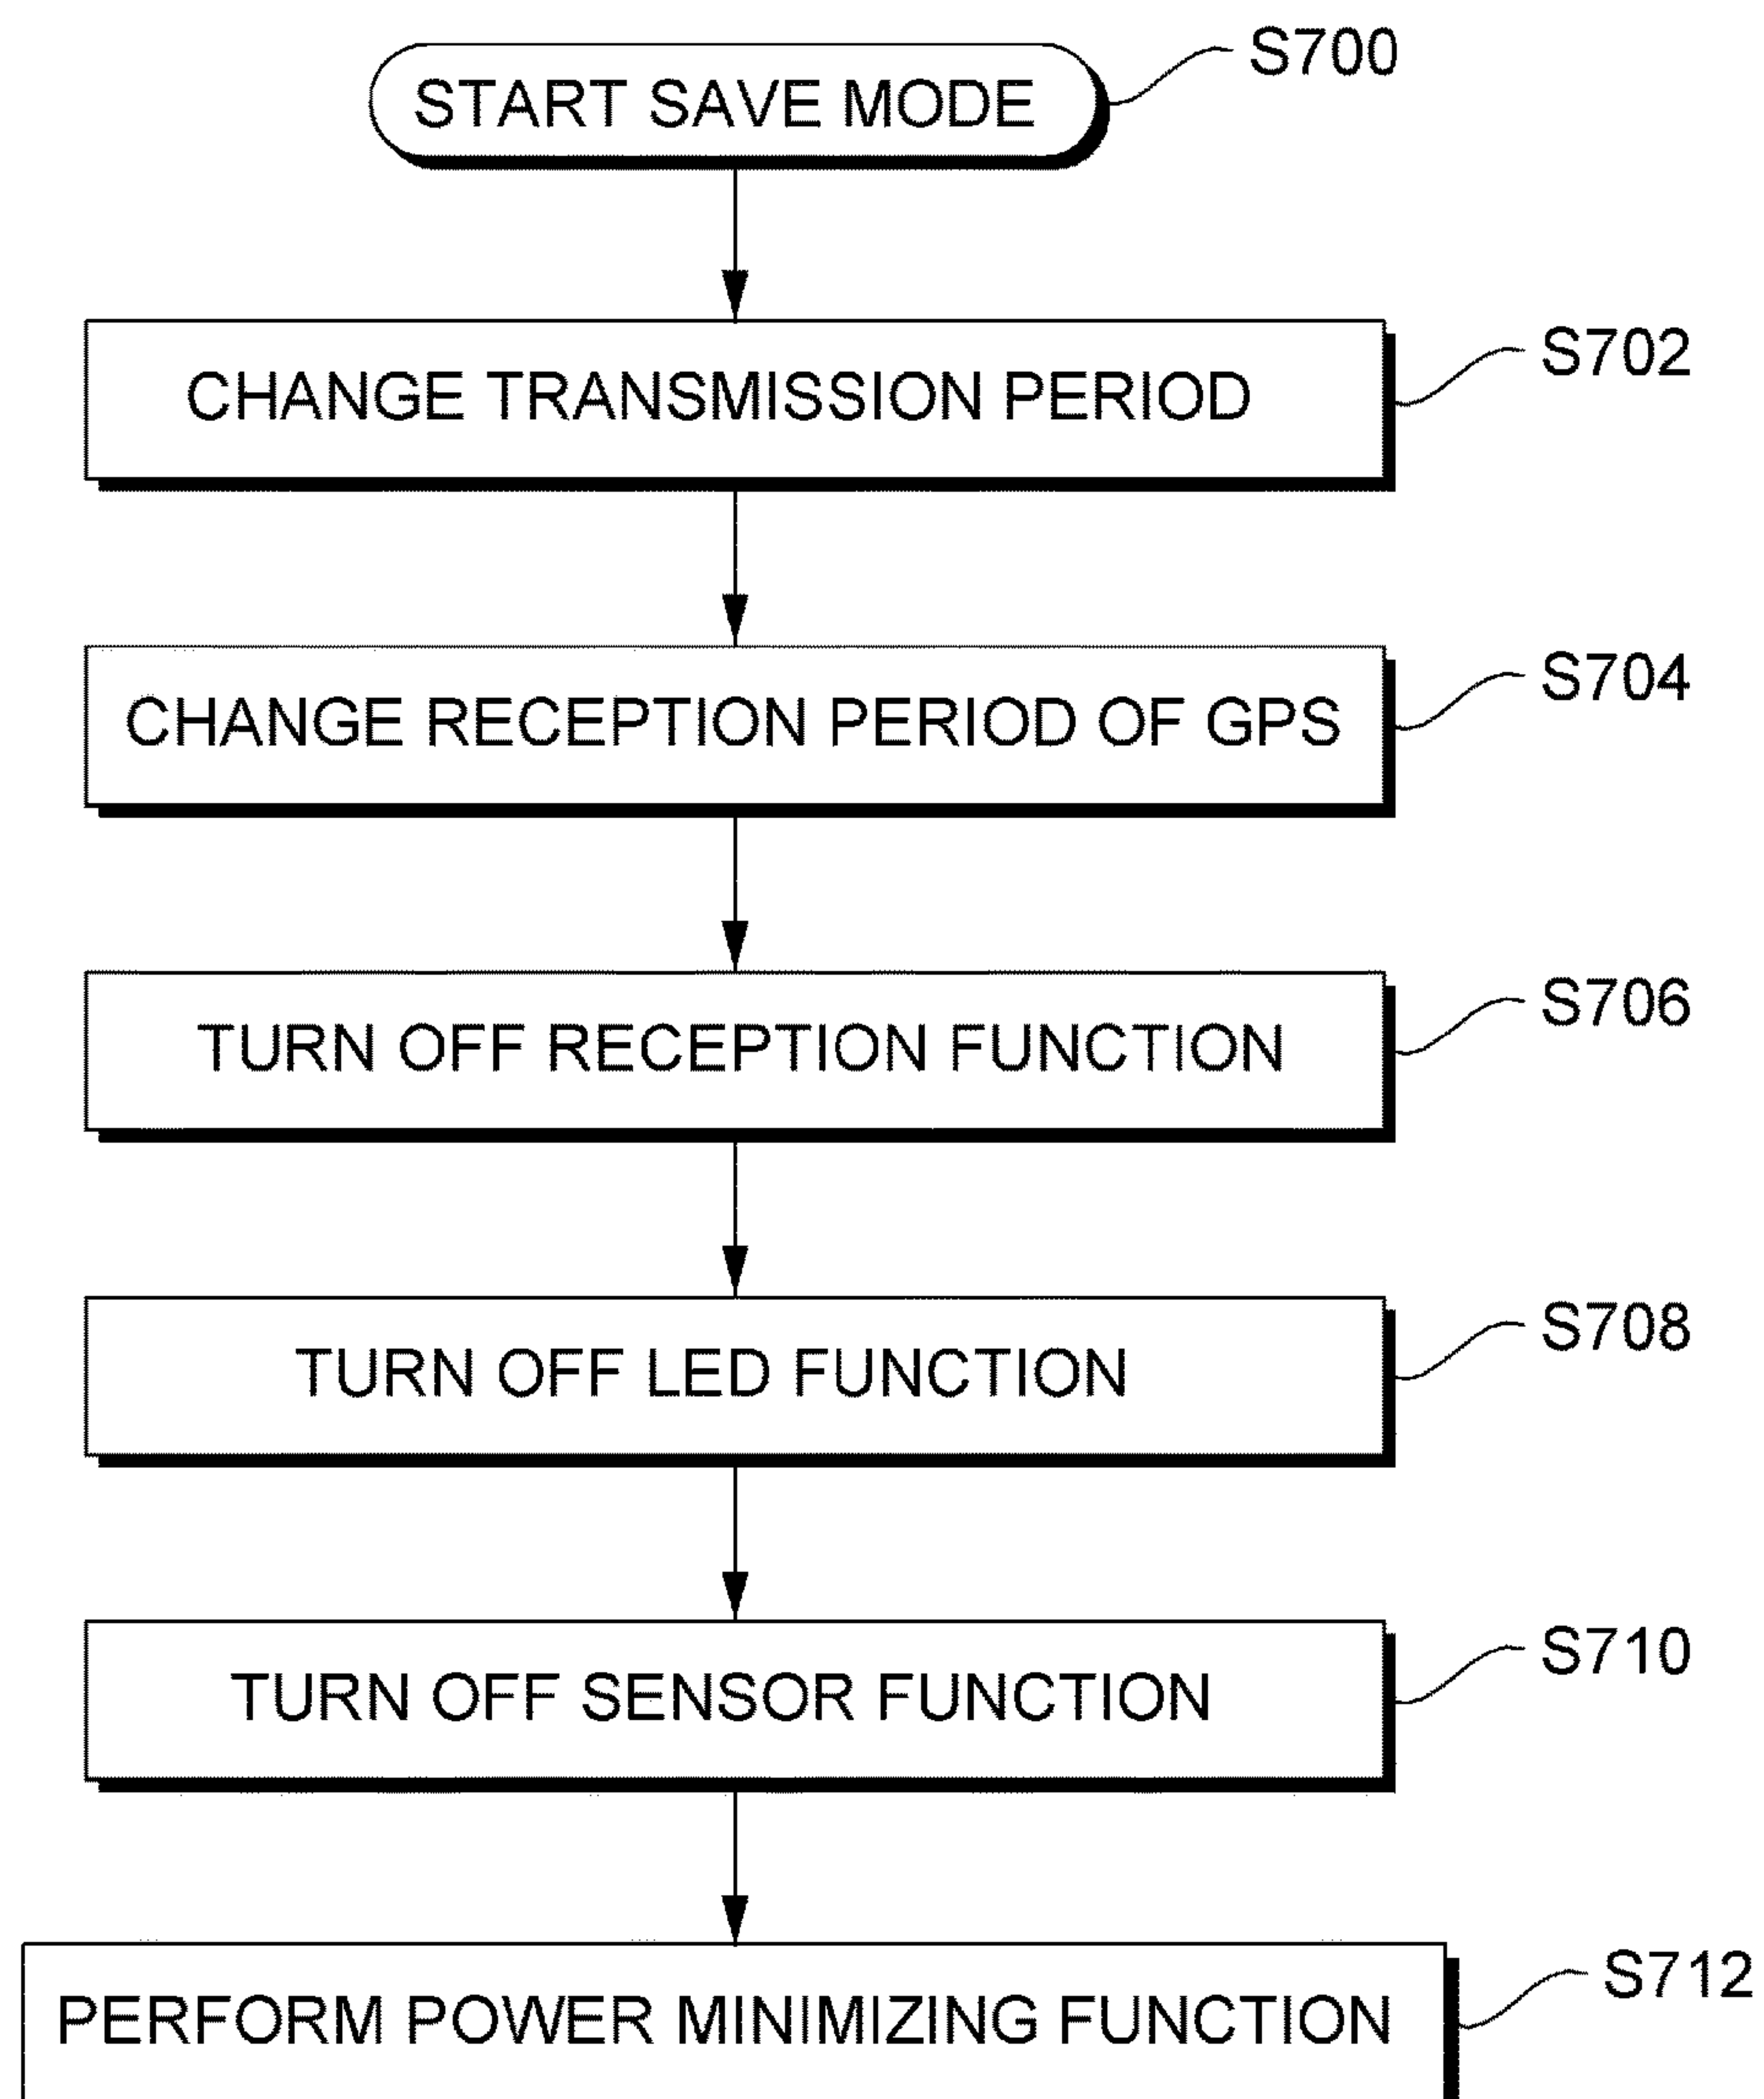 START SAVE MODE
S700
CHANGE TRANSMISSION PERIOD
S702
CHANGE RECEPTION PERIOD OF GPS
S704
TURN OFF RECEPTION FUNCTION
S706
TURN OFF LED FUNCTION
S708
TURN OFF SENSOR FUNCTION
S710
PERFORM POWER MINIMIZING FUNCTION
S712